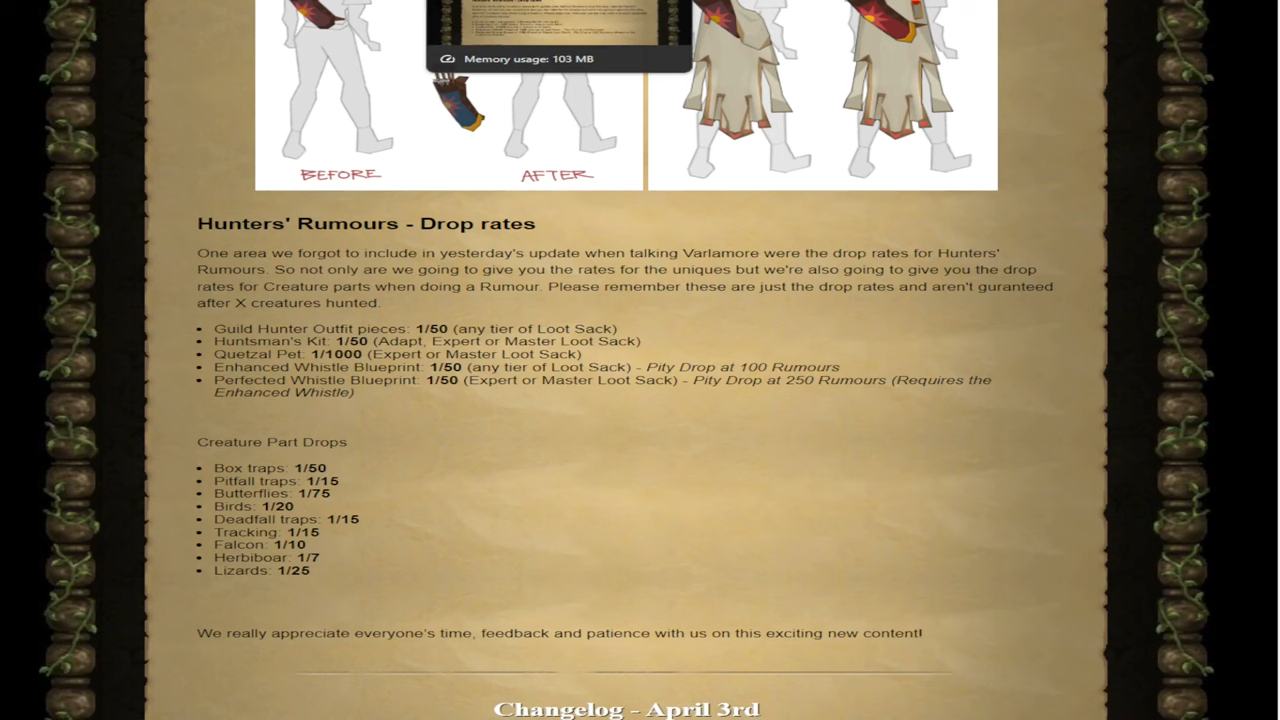 Memory usage: 103 MB
BEFORE
AFTER
Hunters' Rumours - Drop rates
One area we forgot to include in yesterday's update when talking Varlamore were the drop rates for Hunters'
Rumours. So not only are we going to give you the rates for the uniques but we're also going to give you the drop
rates for Creature parts when doing a Rumour. Please remember these are just the drop rates and aren't guranteed
after X creatures hunted.
• Guild Hunter Outfit pieces: 1/50 (any tier of Loot Sack)
• Huntsman's Kit: 1/50 (Adapt, Expert or Master Loot Sack)
• Quetzal Pet: 1/1000 (Expert or Master Loot Sack)
• Enhanced Whistle Blueprint: 1/50 (any tier of Loot Sack) - Pity Drop at 100 Rumours
• Perfected Whistle Blueprint: 1/50 (Expert or Master Loot Sack) - Pity Drop at 250 Rumours (Requires the
Enhanced Whistle)
Creature Part Drops
• Box traps: 1/50
• Pitfall traps: 1/15
• Butterflies: 1/75
• Birds: 1/20
• Deadfall traps: 1/15
• Tracking: 1/15
• Falcon: 1/10
• Herbiboar: 1/7
• Lizards: 1/25
We really appreciate everyone's time, feedback and patience with us on this exciting new content!
Changelog - April 3rd